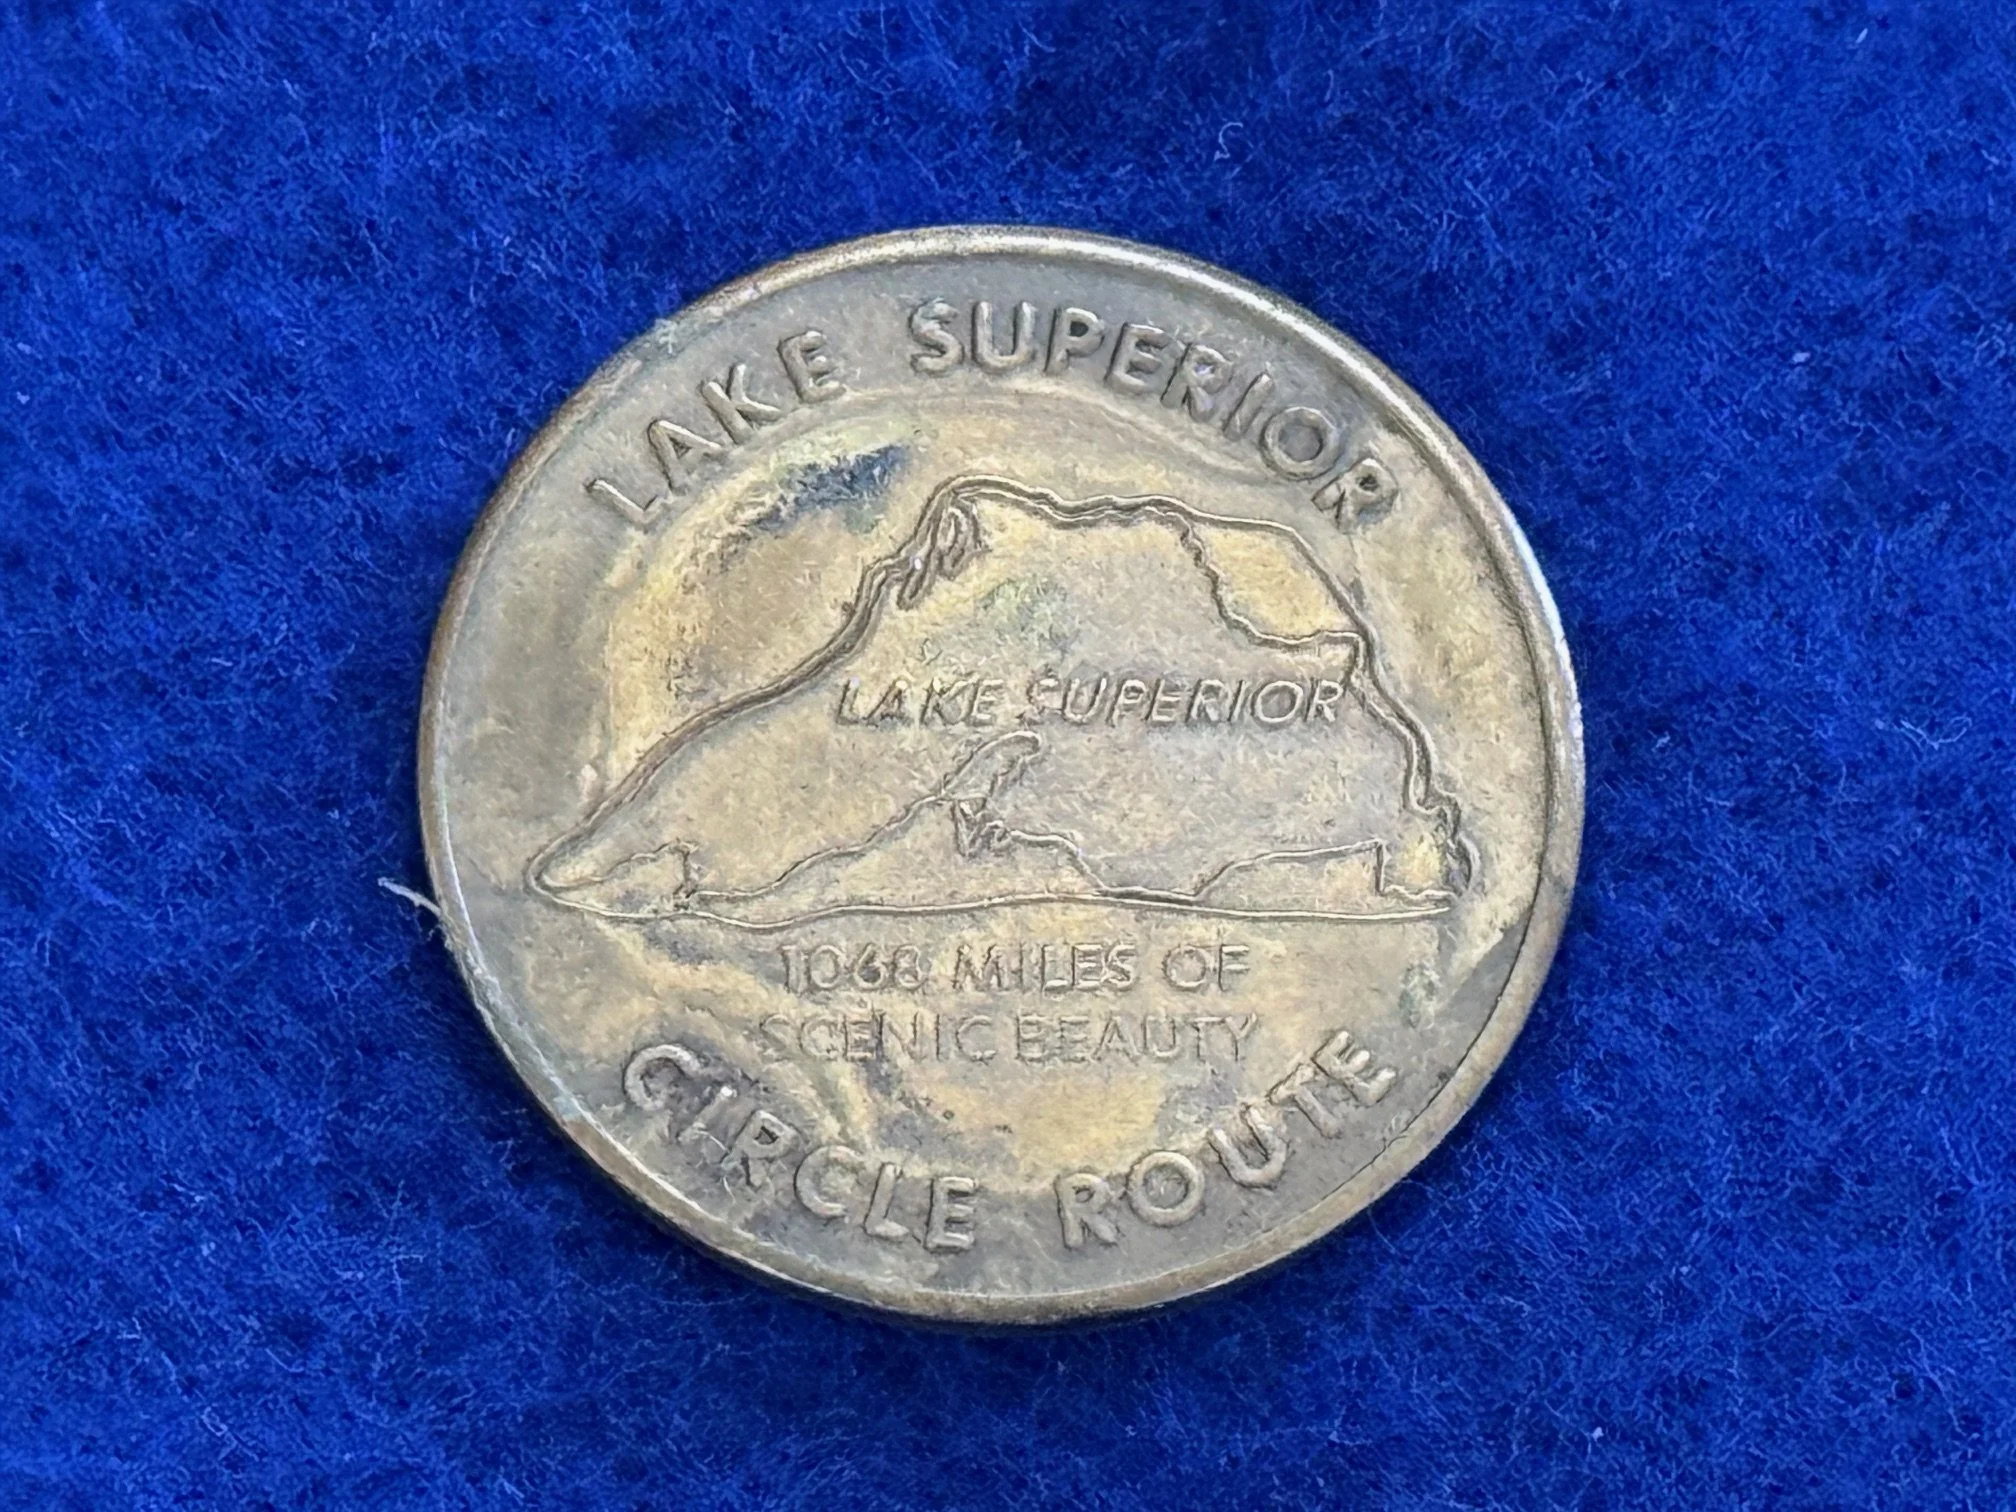 LAKE SUPERIOR
LAKE SUPERIOR
1068 MILES OF
SCENIC BEAUTY
CIRCLE ROUTE